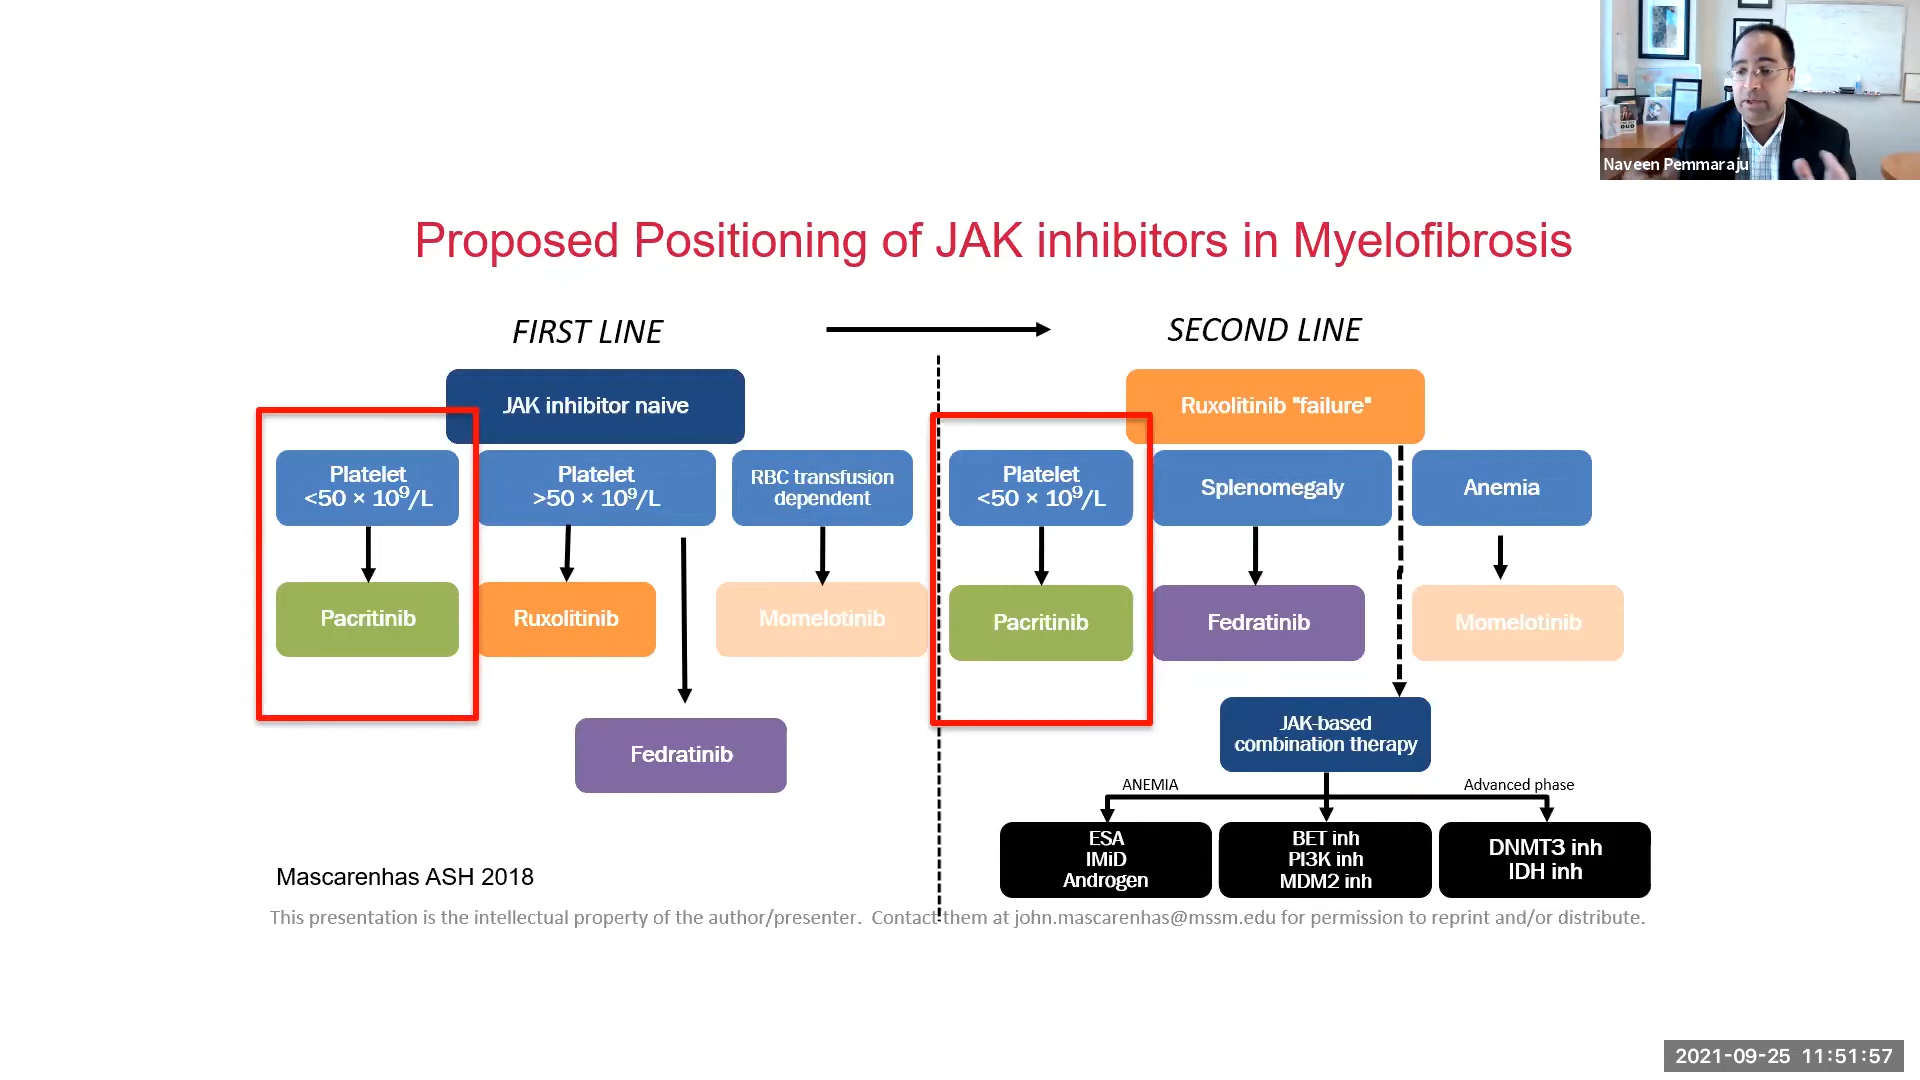 Naveen Pemmaraju
Proposed Positioning of JAK inhibitors in Myelofibrosis
FIRST LINE
SECOND LINE
JAK inhibitor naive
Ruxolitinib "failure"
Platelet
<50 × 10⁹/L
Platelet
>50 × 10⁹/L
RBC transfusion
dependent
Platelet
<50 × 10⁹/L
Splenomegaly
Anemia
Pacritinib
Ruxolitinib
Momelotinib
Pacritinib
Fedratinib
Momelotinib
Fedratinib
JAK-based
combination therapy
ANEMIA
Advanced phase
ESA
IMiD
Androgen
BET inh
PI3K inh
MDM2 inh
DNMT3 inh
IDH inh
Mascarenhas ASH 2018
This presentation is the intellectual property of the author/presenter. Contact them at john.mascarenhas@mssm.edu for permission to reprint and/or distribute.
2021-09-25 11:51:57